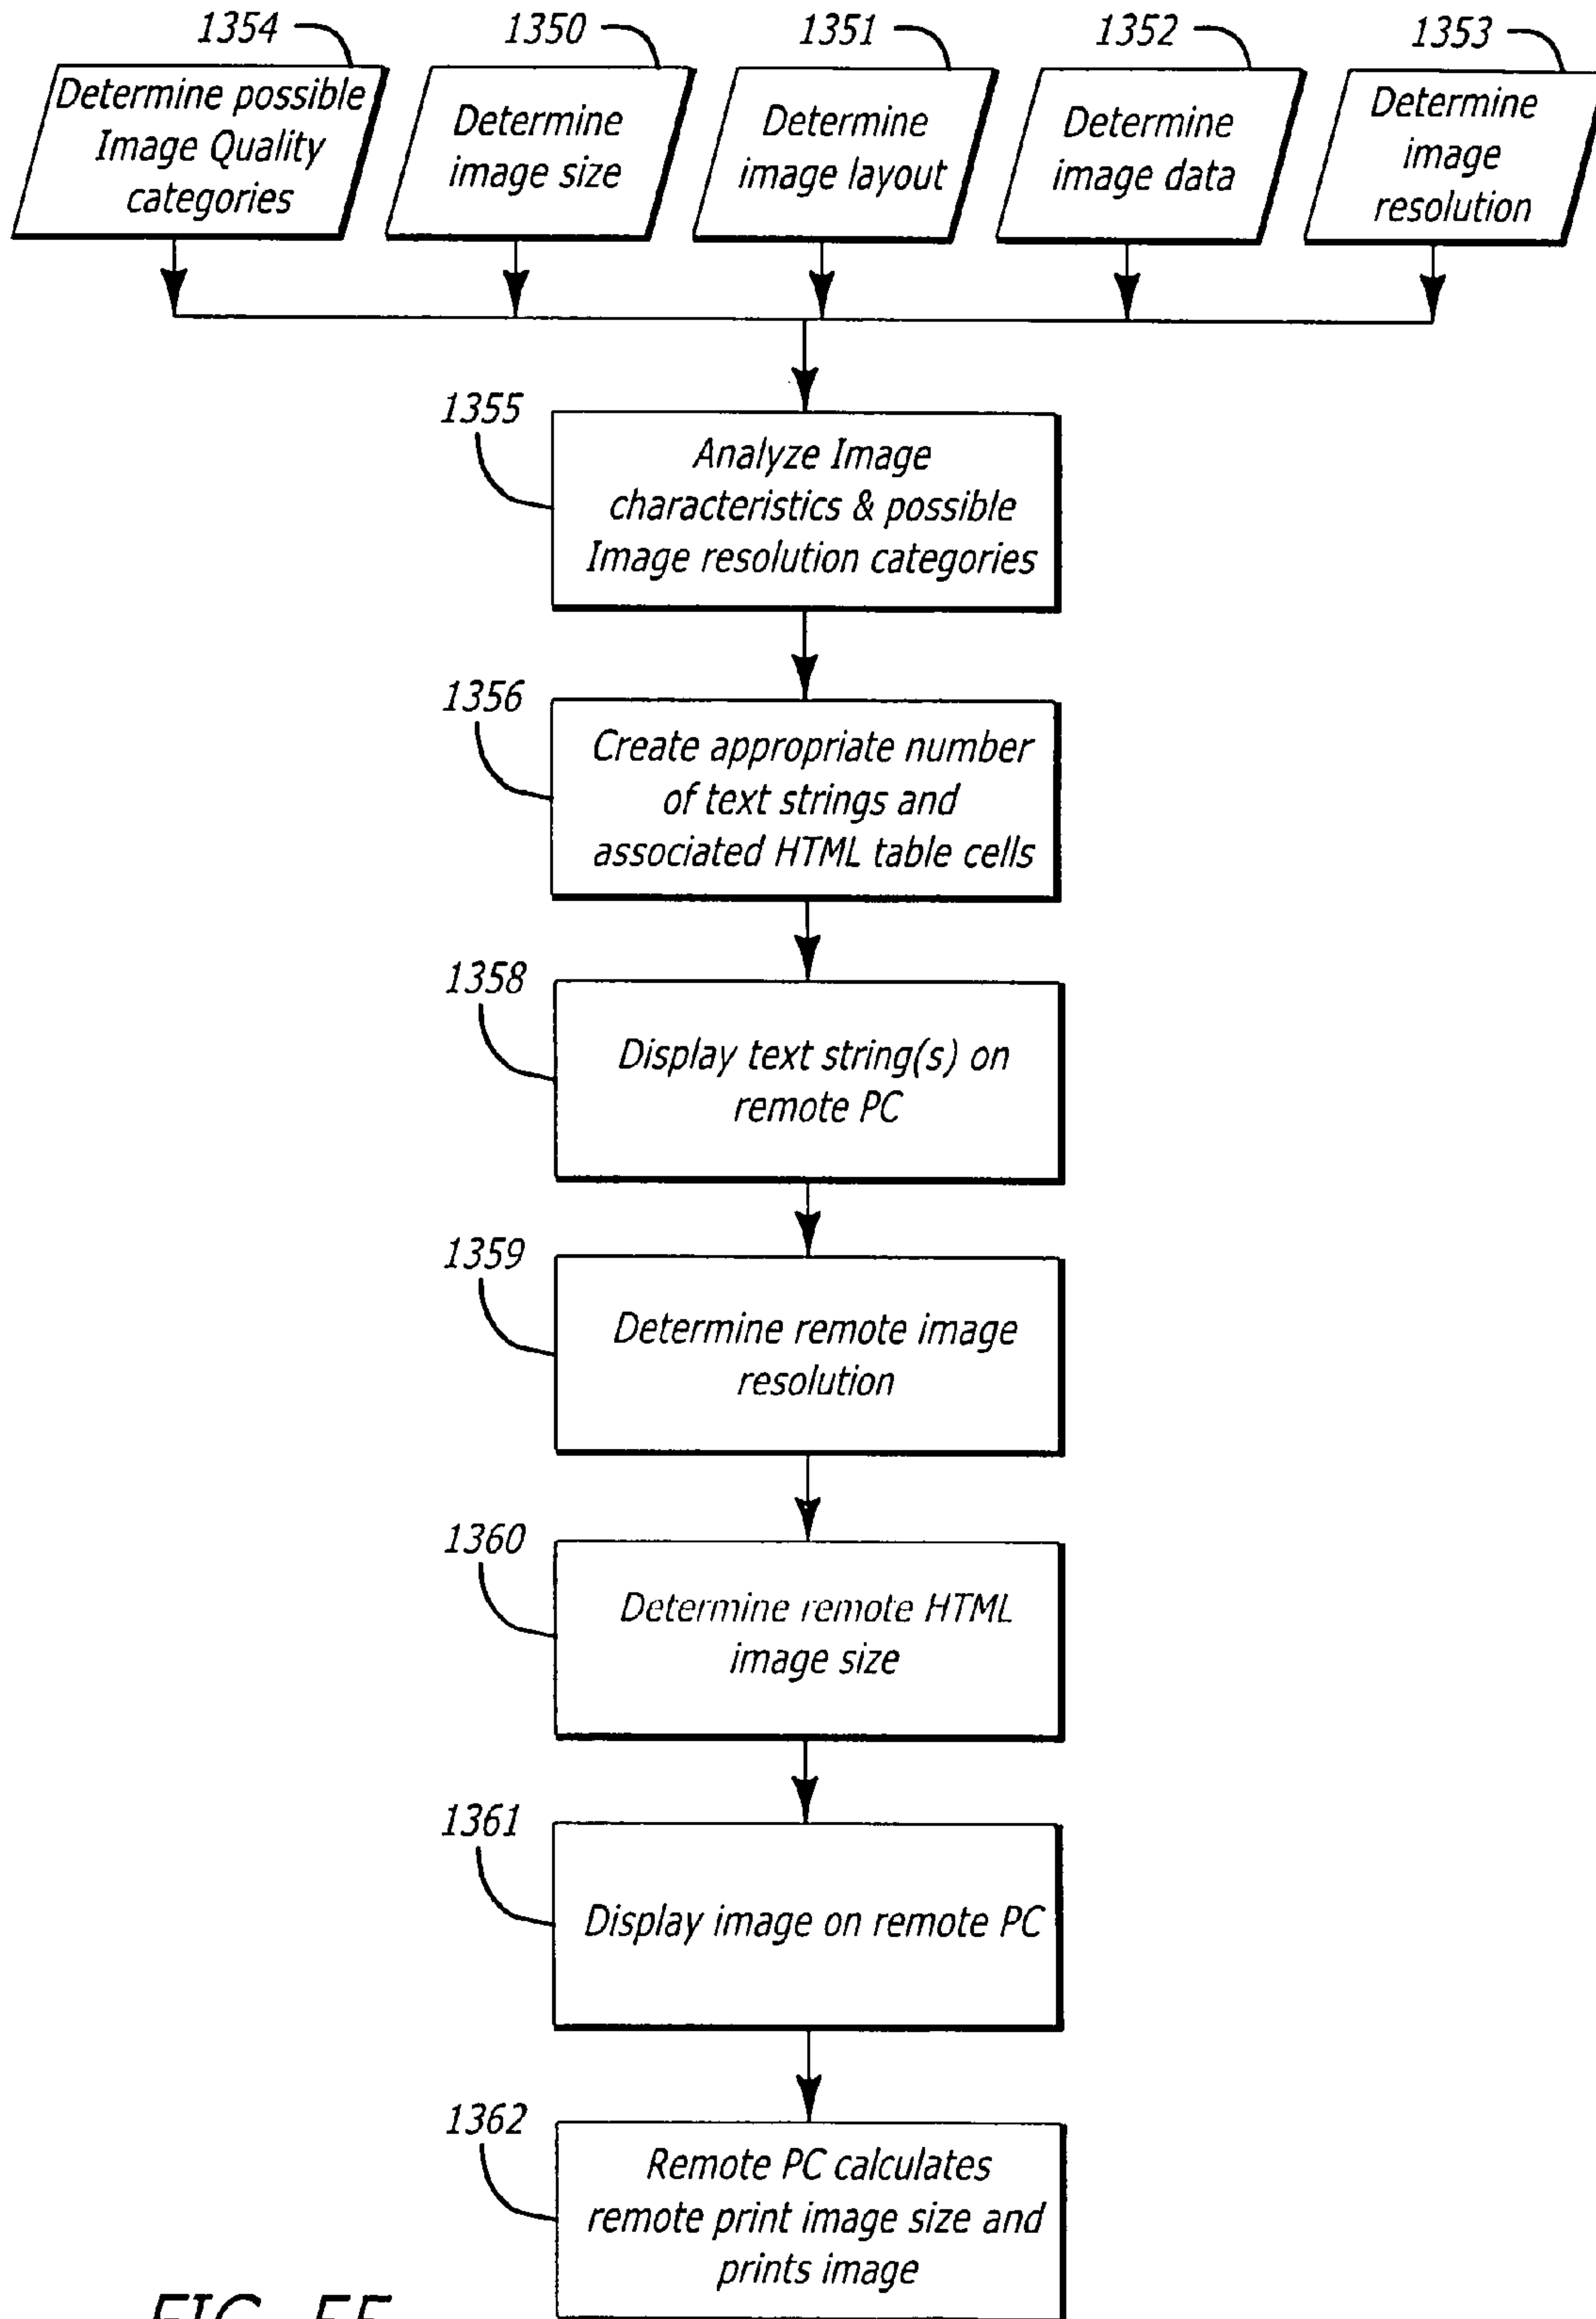 1354
1350
1351
1352
1353
Determine possible
Image Quality
categories
Determine
image size
Determine
image layout
Determine
image data
Determine
image
resolution
1355
Analyze Image
characteristics & possible
Image resolution categories
1356
Create appropriate number
of text strings and
associated HTML table cells
1358
Display text string(s) on
remote PC
1359
Determine remote image
resolution
1360
Determine remote HTML
image size
1361
Display image on remote PC
1362
Remote PC calculates
remote print image size and
prints image
FIG. 55